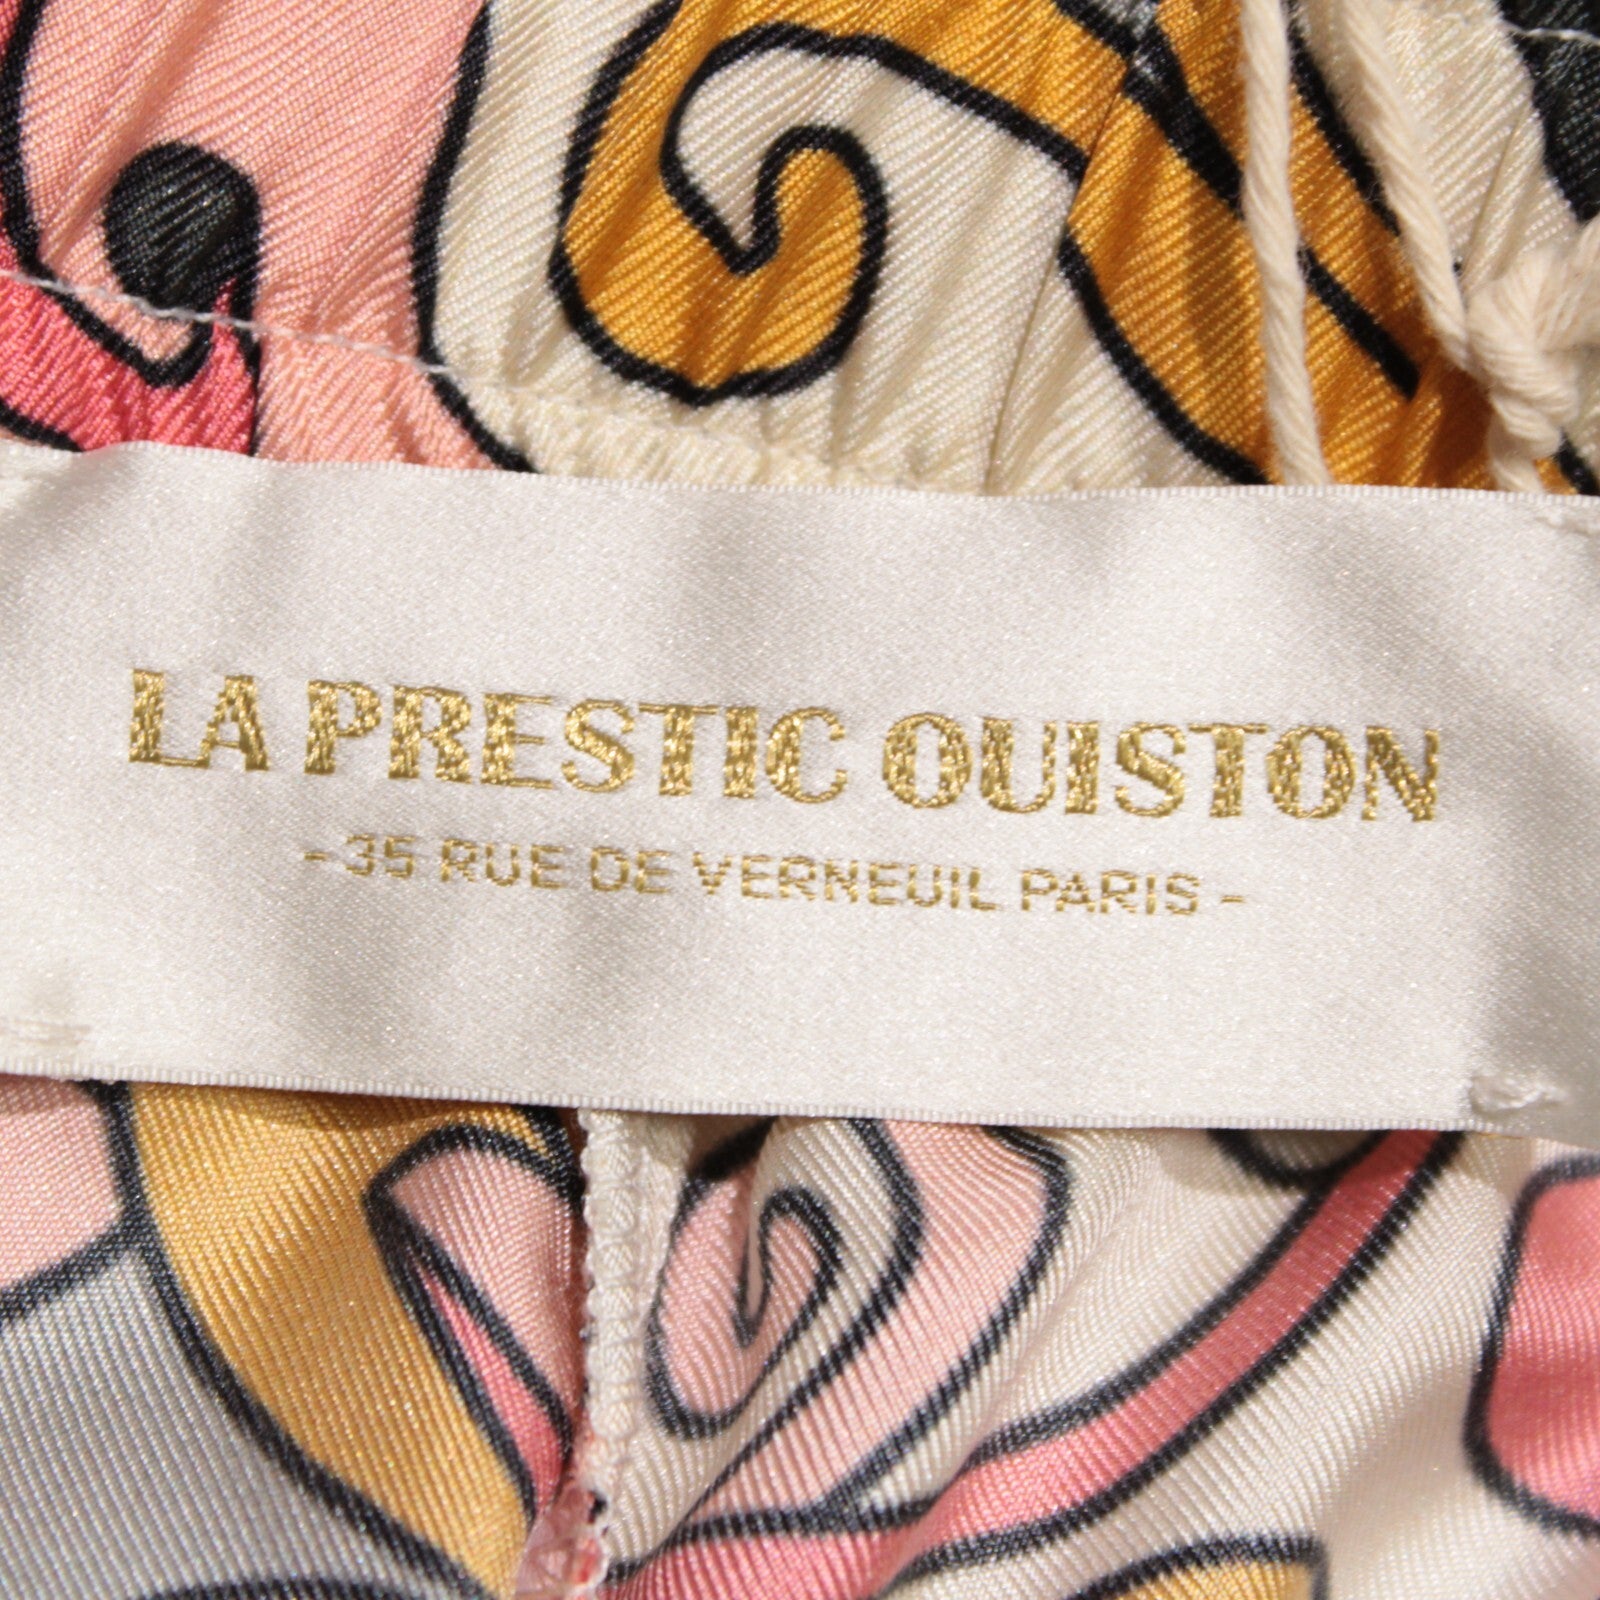 LA PRESTIC OUISTON
-35 RUE DE VERNEUIL PARIS-